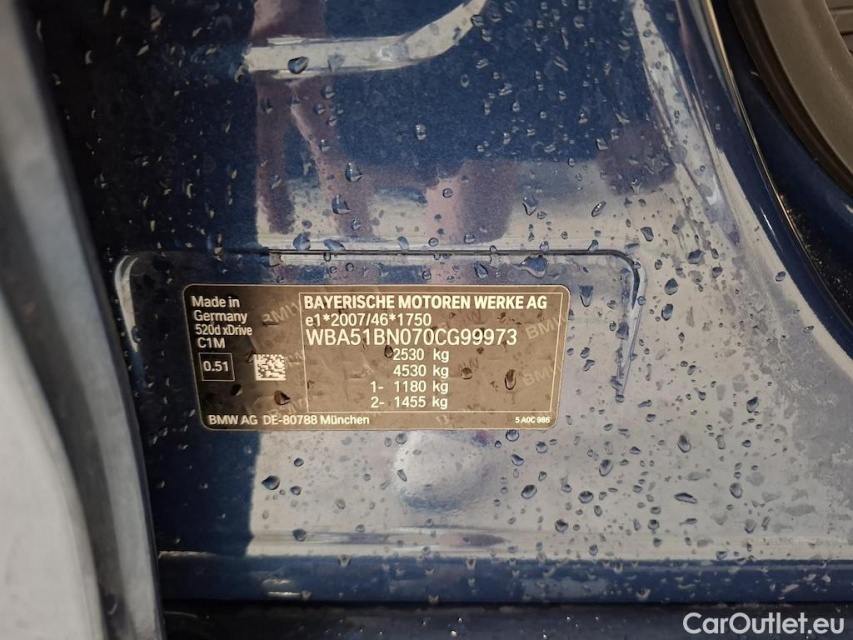 Made in
Germany
520d xDrive
C1M
0.51
BAYERISCHE MOTOREN WERKE AG
e1*2007/46*1750
WBA51BN070CG99973
2530 kg
4530 kg
1- 1180 kg
2- 1455 kg
BMW AG DE-80788 München
5 A0C 986
CarOutlet.eu